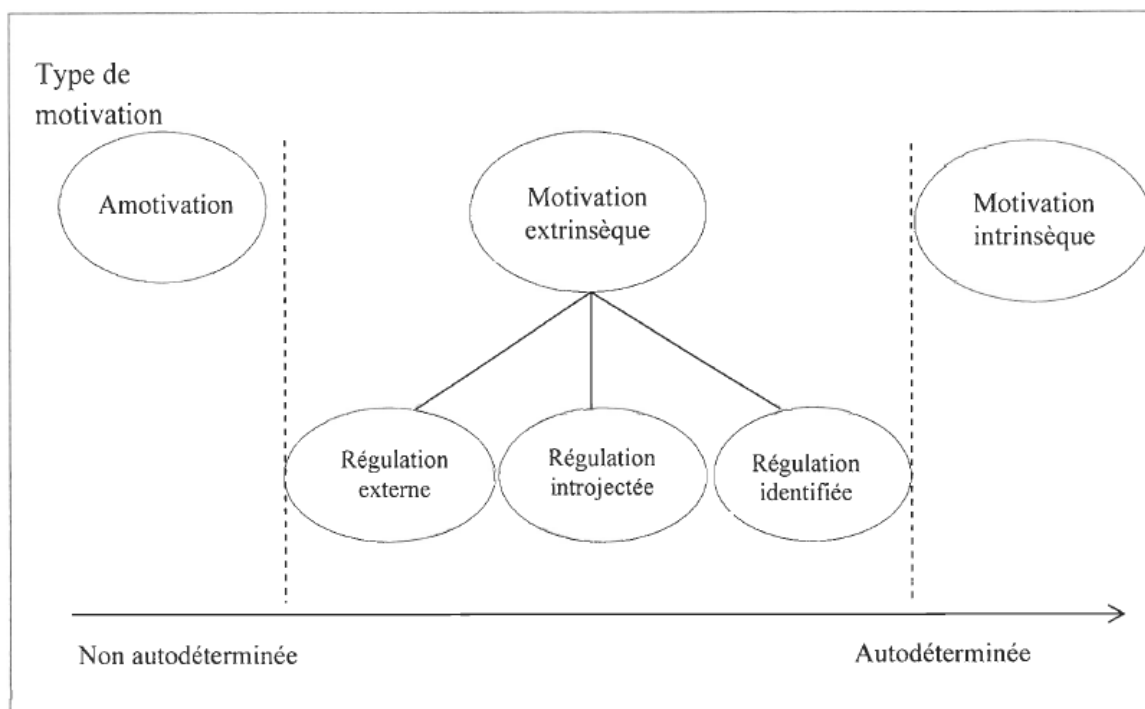 Type de
motivation
Amotivation
Motivation
extrinsèque
Motivation
intrinsèque
Régulation
externe
Régulation
introjectée
Régulation
identifiée
Non autodéterminée
Autodéterminée